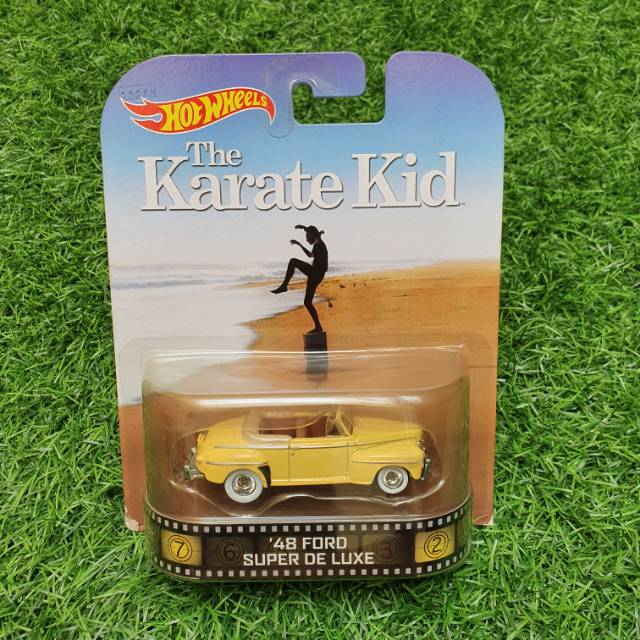 HOT WHEELS
The
Karate Kid
'48 FORD
SUPER DE LUXE
7 6 3 2